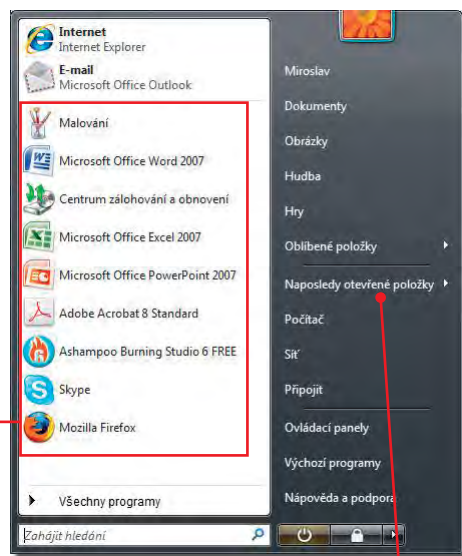 Internet
Internet Explorer
E-mail
Microsoft Office Outlook
Malování
Microsoft Office Word 2007
Centrum zálohování a obnovení
Microsoft Office Excel 2007
Microsoft Office PowerPoint 2007
Adobe Acrobat 8 Standard
Ashampoo Burning Studio 6 FREE
Skype
Mozilla Firefox
Všechny programy
Zahájit hledání
Miroslav
Dokumenty
Obrázky
Hudba
Hry
Oblíbené položky
Naposledy otevřené položky
Počítač
Síť
Připojit
Ovládací panely
Výchozí programy
Nápověda a podpora